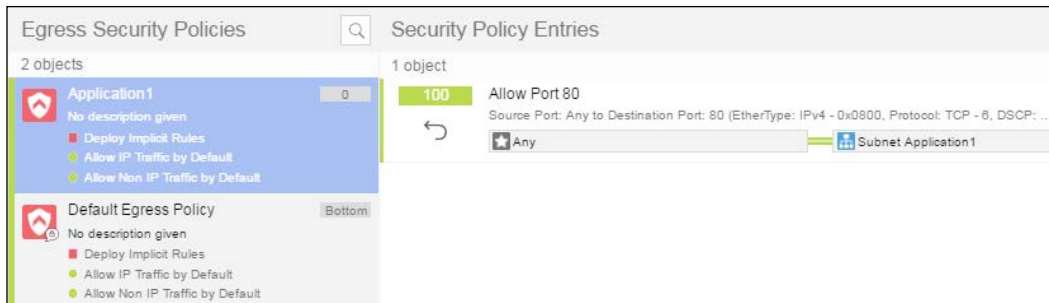 Egress Security Policies
2 objects
Application1
0
No description given
Deploy Implicit Rules
Allow IP Traffic by Default
Allow Non IP Traffic by Default
Default Egress Policy
Bottom
No description given
Deploy Implicit Rules
Allow IP Traffic by Default
Allow Non IP Traffic by Default
Security Policy Entries
1 object
100
Allow Port 80
Source Port: Any to Destination Port: 80 (EtherType: IPv4 - 0x0800, Protocol: TCP - 6, DSCP: ...
Any
Subnet Application1